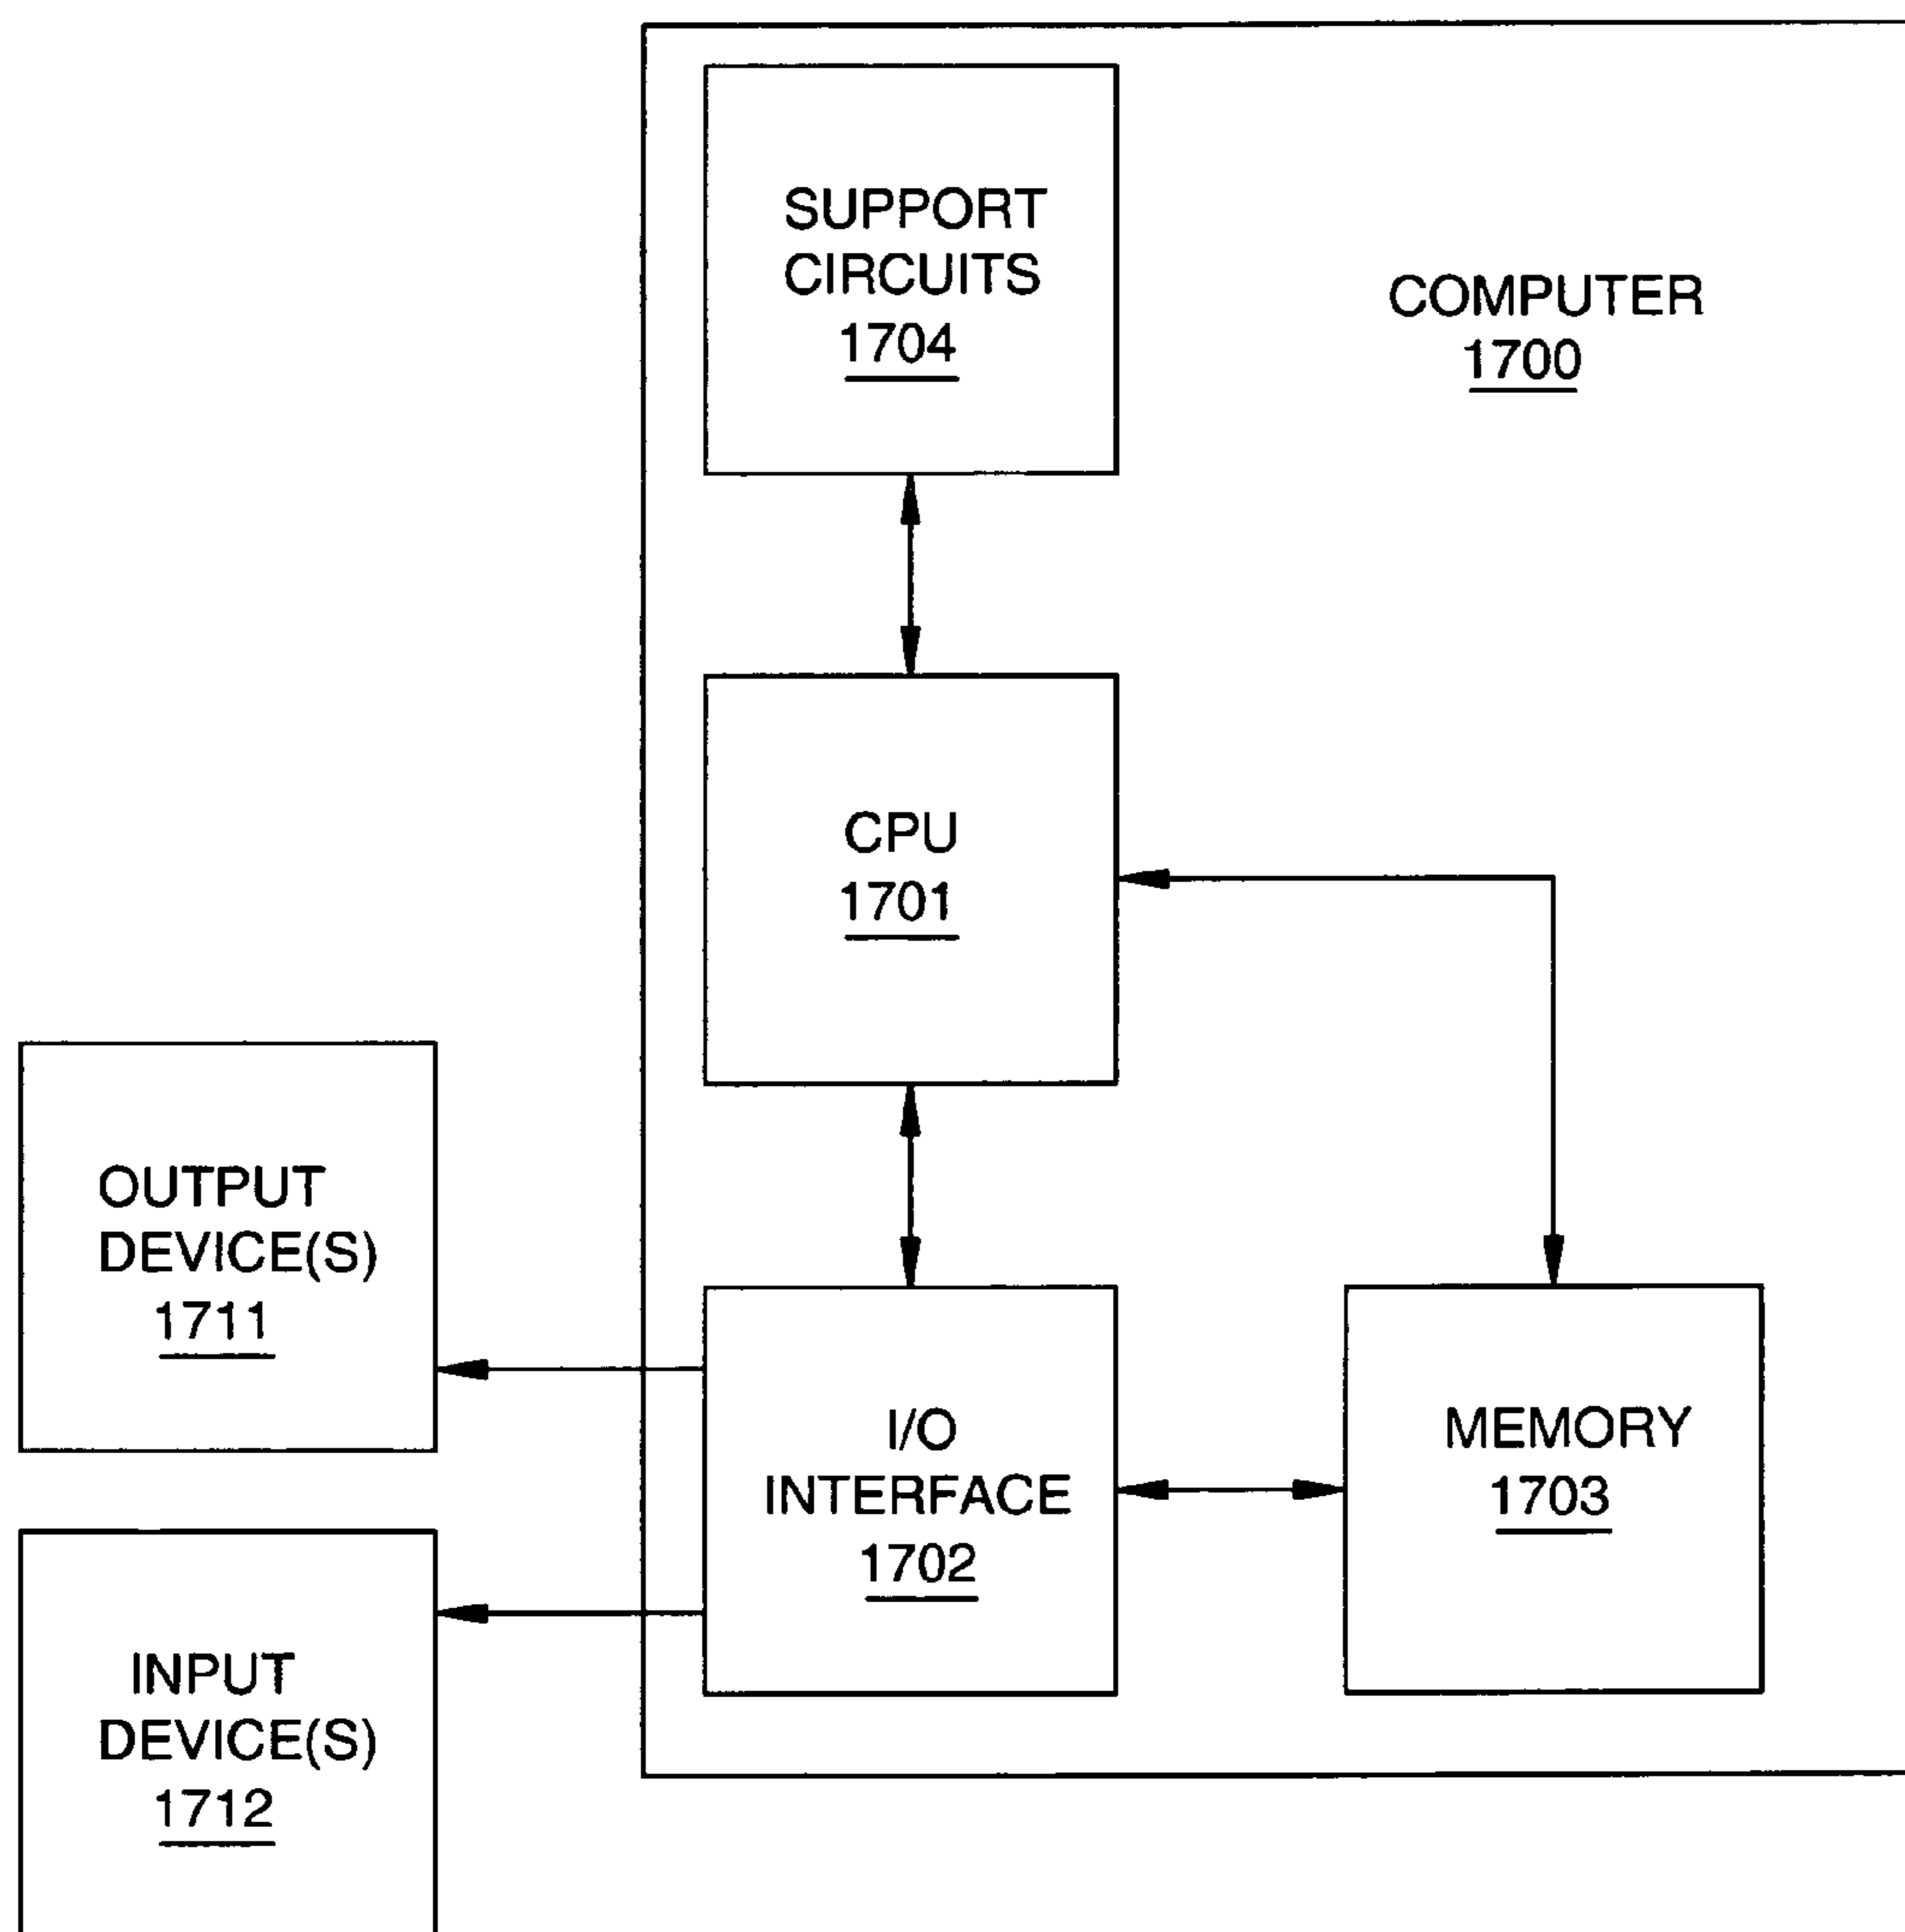 SUPPORT
CIRCUITS
1704
COMPUTER
1700
CPU
1701
OUTPUT
DEVICE(S)
1711
I/O
INTERFACE
1702
MEMORY
1703
INPUT
DEVICE(S)
1712